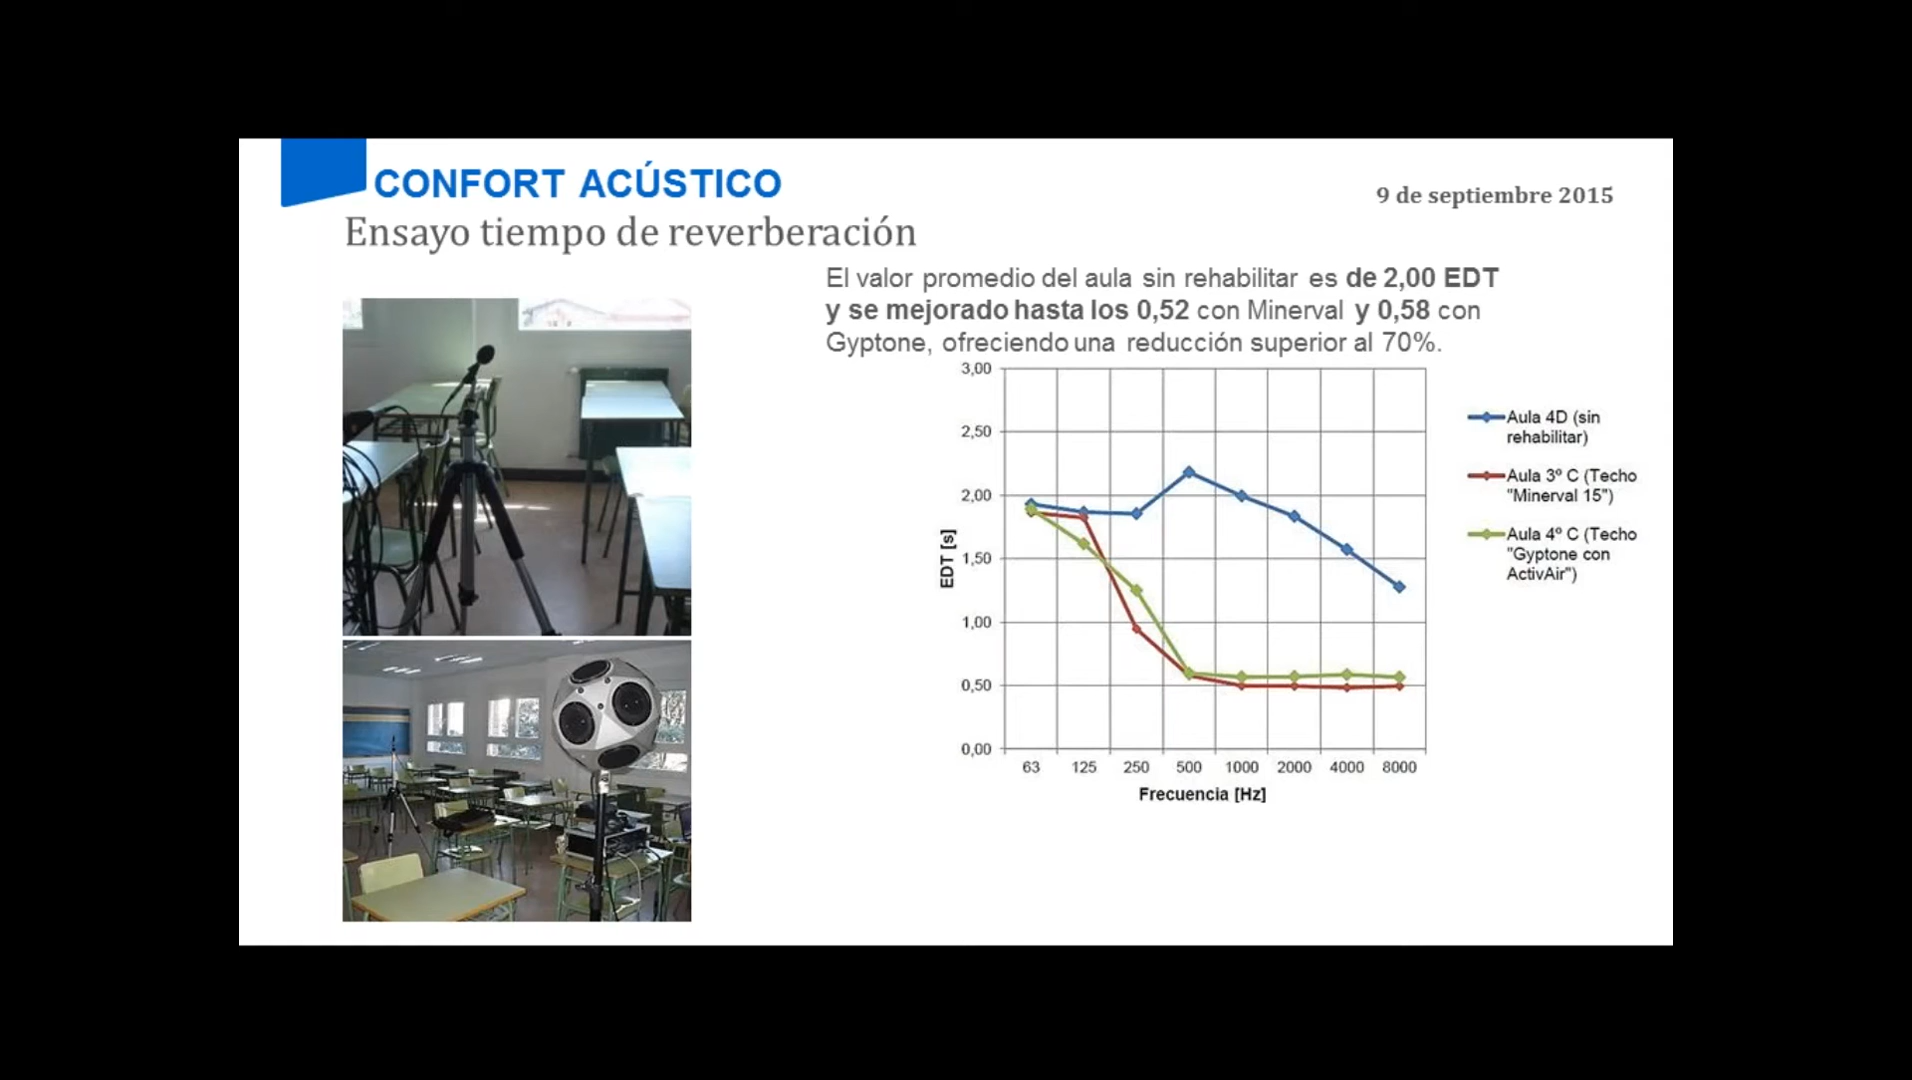 CONFORT ACÚSTICO
9 de septiembre 2015
Ensayo tiempo de reverberación
El valor promedio del aula sin rehabilitar es de 2,00 EDT
y se mejorado hasta los 0,52 con Minerval y 0,58 con
Gyptone, ofreciendo una reducción superior al 70%.
3,00
2,50
2,00
1,50
1,00
0,50
0,00
EDT [s]
63 125 250 500 1000 2000 4000 8000
Frecuencia [Hz]
Aula 4D (sin
rehabilitar)
Aula 3º C (Techo
"Minerval 15")
Aula 4º C (Techo
"Gyptone con
ActivAir")